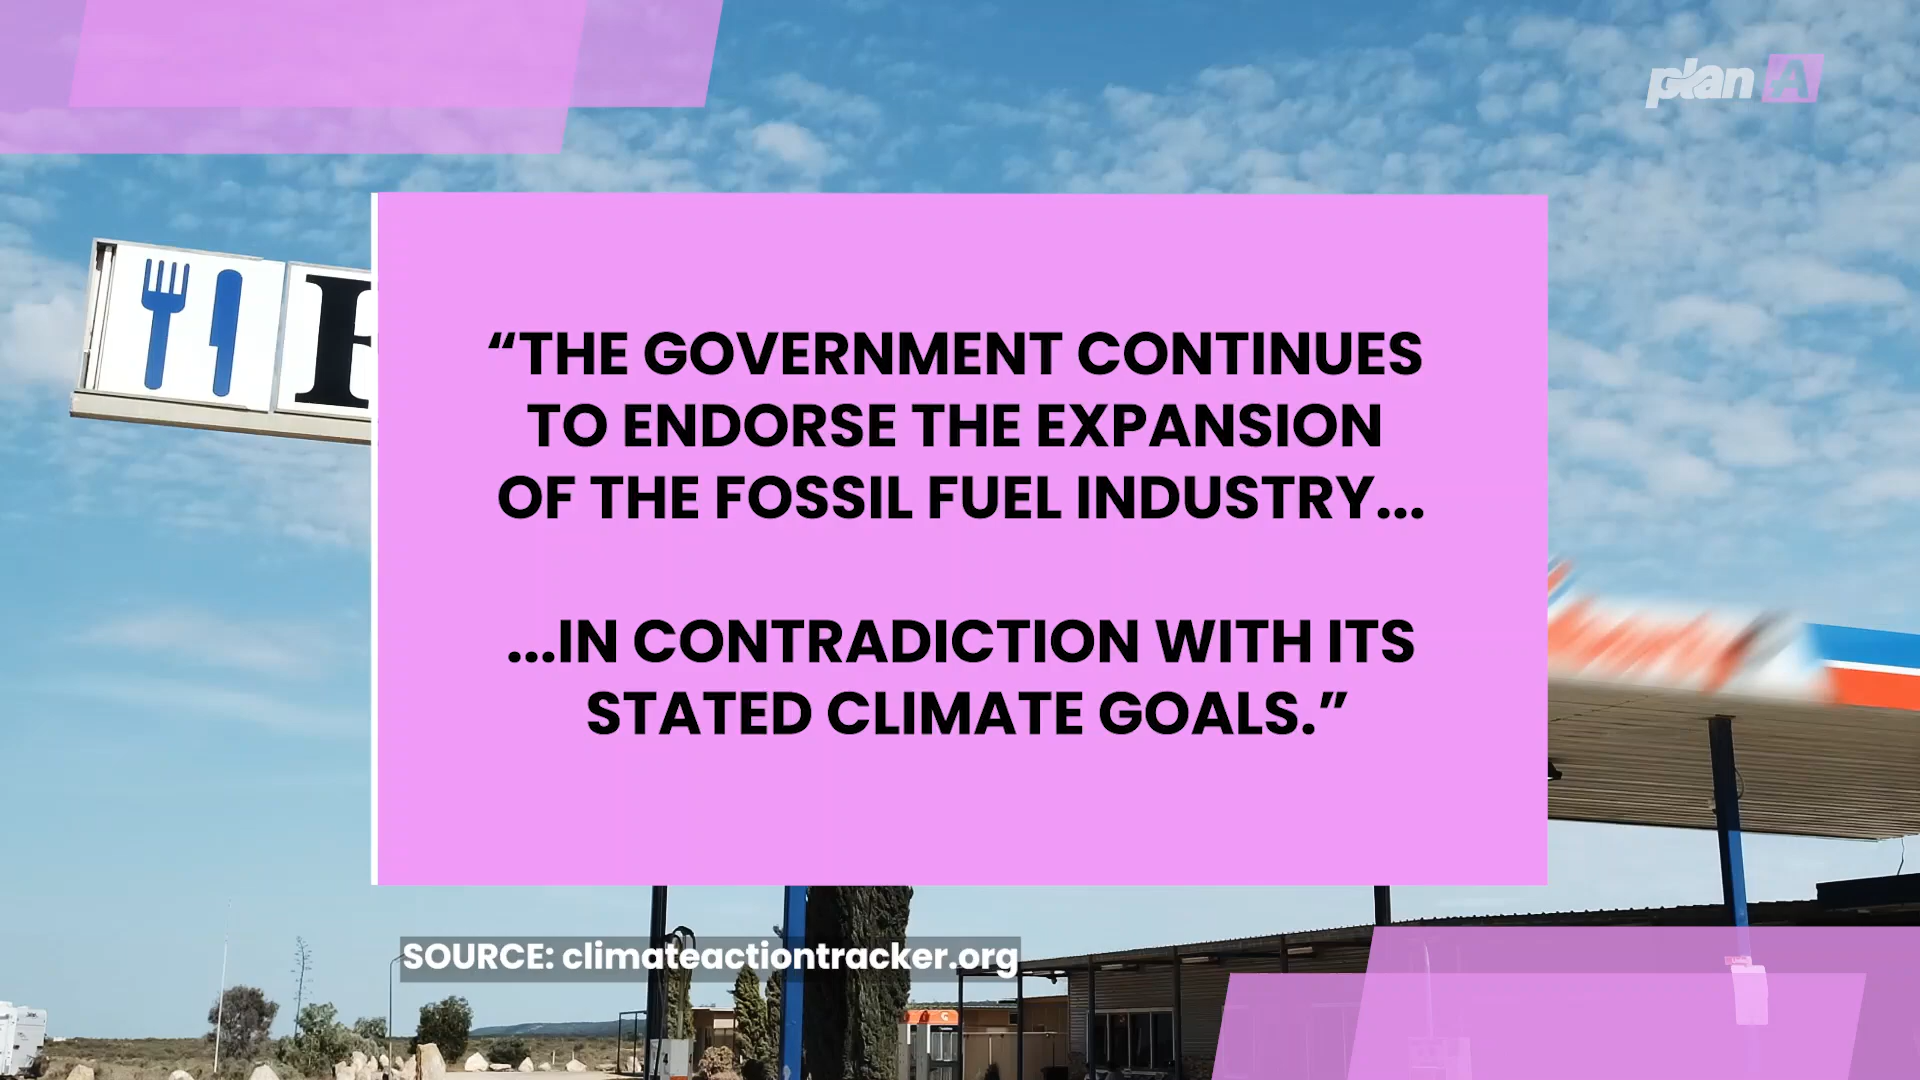 plan A
“THE GOVERNMENT CONTINUES
TO ENDORSE THE EXPANSION
OF THE FOSSIL FUEL INDUSTRY...
...IN CONTRADICTION WITH ITS
STATED CLIMATE GOALS.”
SOURCE: climateactiontracker.org